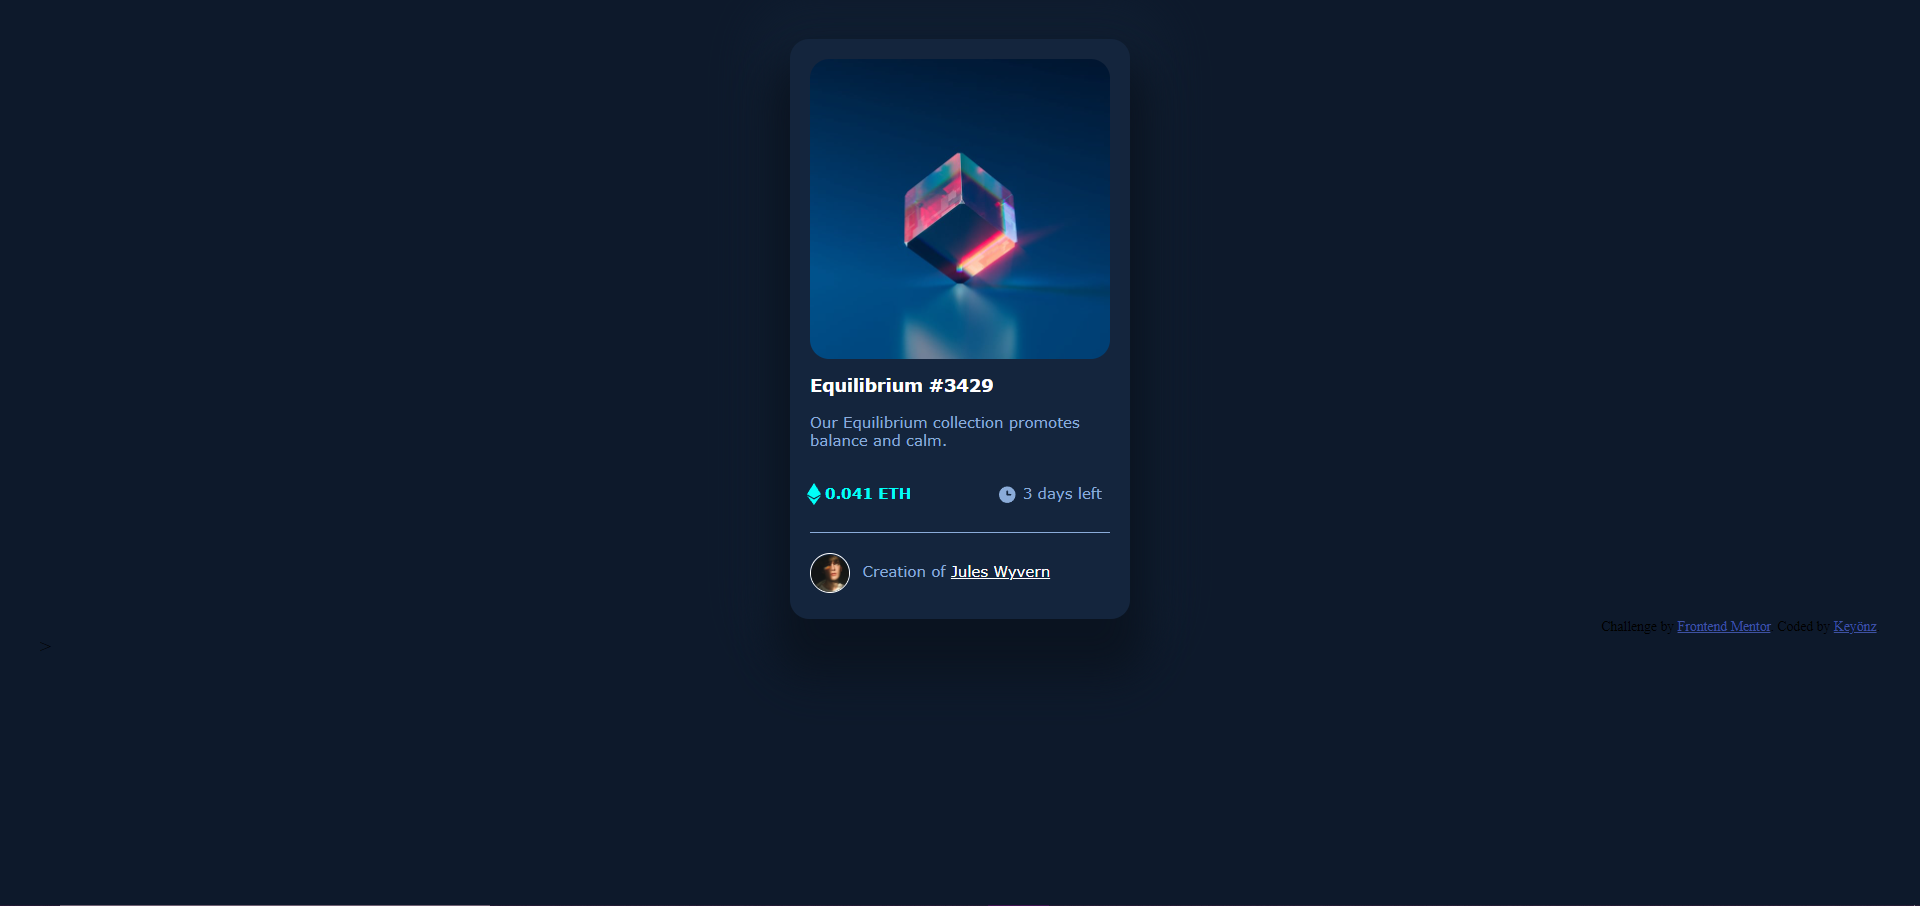 Equilibrium #3429
Our Equilibrium collection promotes
balance and calm.
0.041 ETH
3 days left
Creation of Jules Wyvern
Challenge by Frontend Mentor. Coded by Keyönz
>